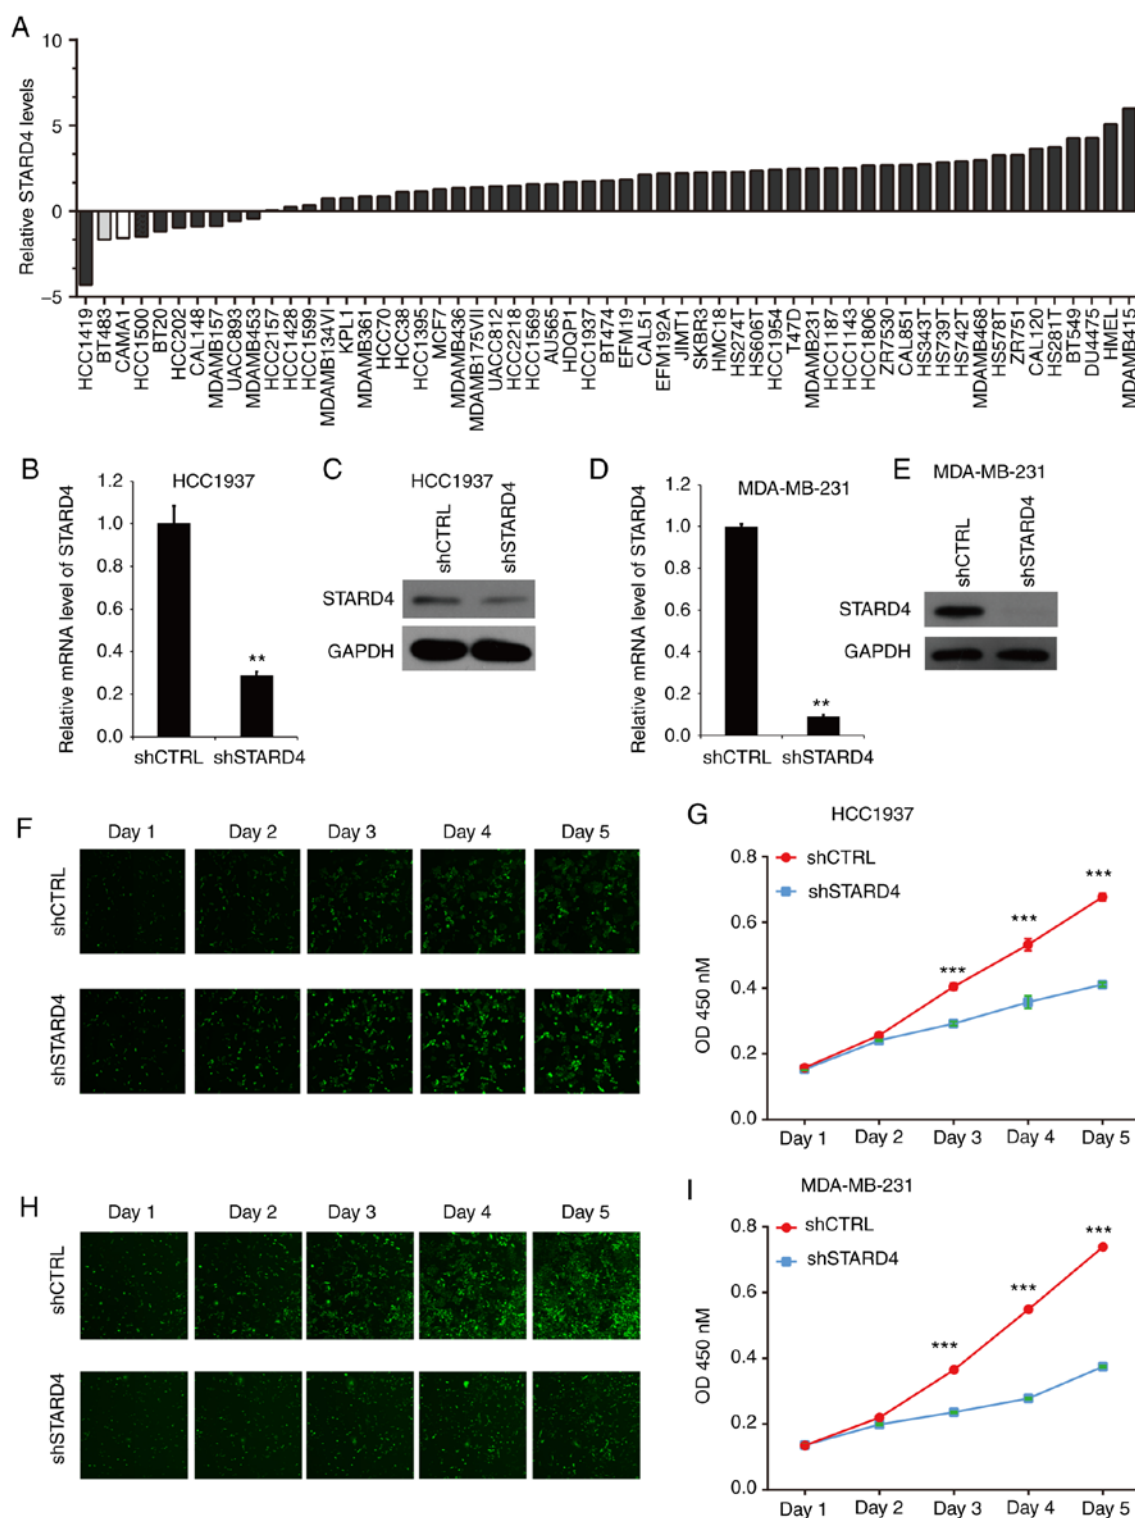 A
Relative STARD4 levels
10
5
0
−5
HCC1419
BT483
CAMA1
HCC1500
BT20
HCC202
CAL148
MDAMB157
UACC893
MDAMB453
HCC2157
HCC1428
HCC1599
MDAMB134VI
KPL1
MDAMB361
HCC70
HCC38
HCC1395
MCF7
MDAMB436
MDAMB175VII
UACC812
HCC2218
HCC1569
AU565
HDQP1
HCC1937
BT474
EFM19
CAL51
EFM192A
JIMT1
SKBR3
HMC18
HS274T
HS606T
HCC1954
T47D
MDAMB231
HCC1187
HCC1143
HCC1806
ZR7530
CAL851
HS343T
HS739T
HS742T
MDAMB468
HS578T
ZR751
CAL120
HS281T
BT549
DU4475
HMEL
MDAMB415
B
HCC1937
Relative mRNA level of STARD4
1.2
1.0
0.8
0.6
0.4
0.2
0.0
**
shCTRL shSTARD4
C
HCC1937
shCTRL
shSTARD4
STARD4
GAPDH
D
MDA-MB-231
Relative mRNA level of STARD4
1.2
1.0
0.8
0.6
0.4
0.2
0.0
**
shCTRL shSTARD4
E
MDA-MB-231
shCTRL
shSTARD4
STARD4
GAPDH
F
Day 1 Day 2 Day 3 Day 4 Day 5
shCTRL
shSTARD4
G
HCC1937
shCTRL
shSTARD4
OD 450 nM
0.8
0.6
0.4
0.2
0.0
***
***
***
Day 1 Day 2 Day 3 Day 4 Day 5
H
Day 1 Day 2 Day 3 Day 4 Day 5
shCTRL
shSTARD4
I
MDA-MB-231
shCTRL
shSTARD4
OD 450 nM
0.8
0.6
0.4
0.2
0.0
***
***
***
Day 1 Day 2 Day 3 Day 4 Day 5